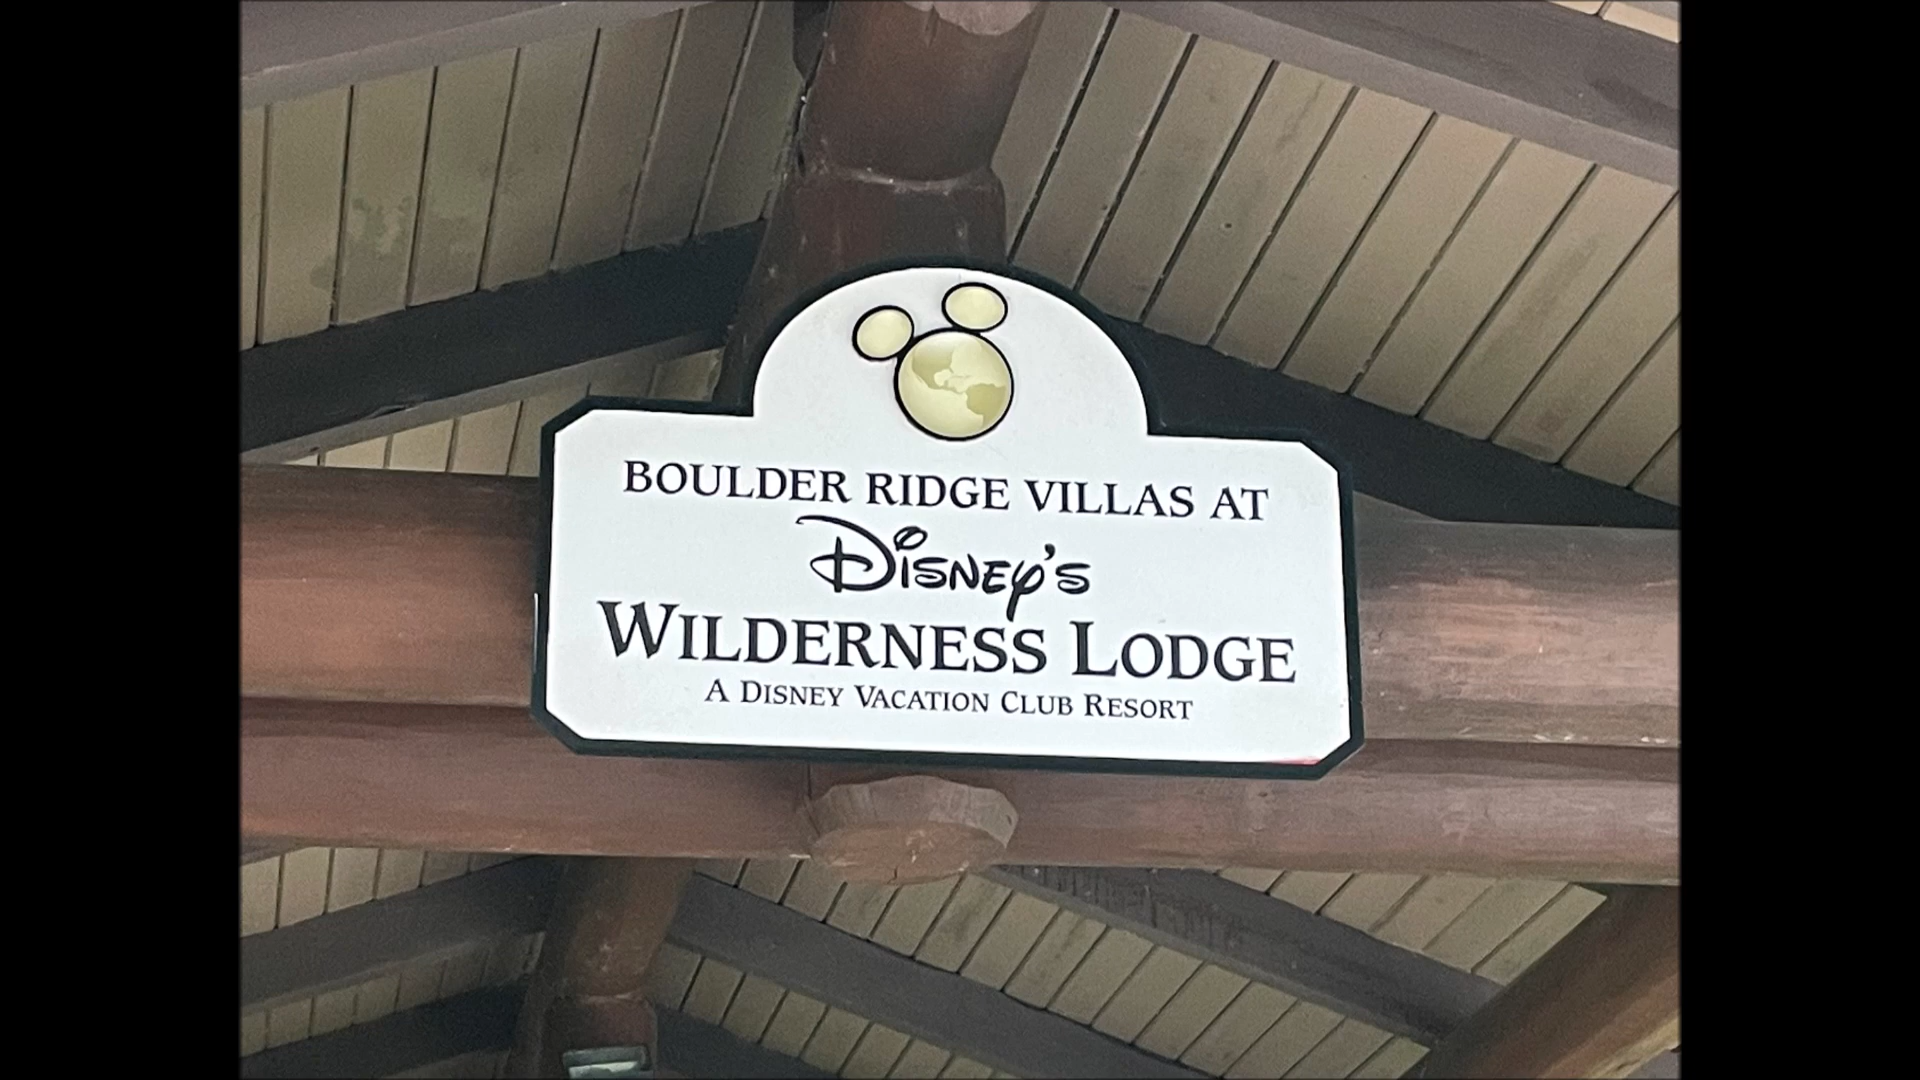 BOULDER RIDGE VILLAS AT
DISNEY'S
WILDERNESS LODGE
A DISNEY VACATION CLUB RESORT